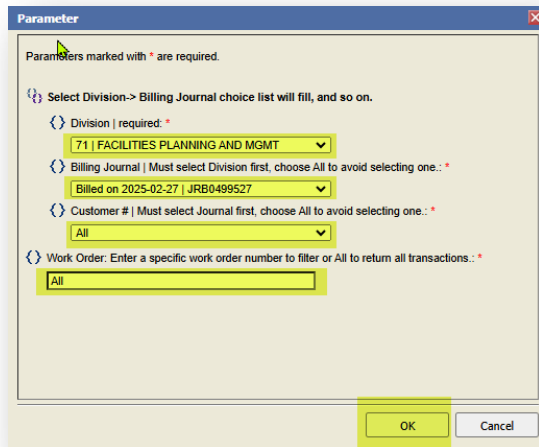 Parameter
Parameters marked with * are required.
Select Division-> Billing Journal choice list will fill, and so on.
Division | required: *
71 | FACILITIES PLANNING AND MGMT
Billing Journal | Must select Division first, choose All to avoid selecting one.: *
Billed on 2025-02-27 | JRB0499527
Customer # | Must select Journal first, choose All to avoid selecting one.: *
All
Work Order: Enter a specific work order number to filter or All to return all transactions.: *
All
OK
Cancel